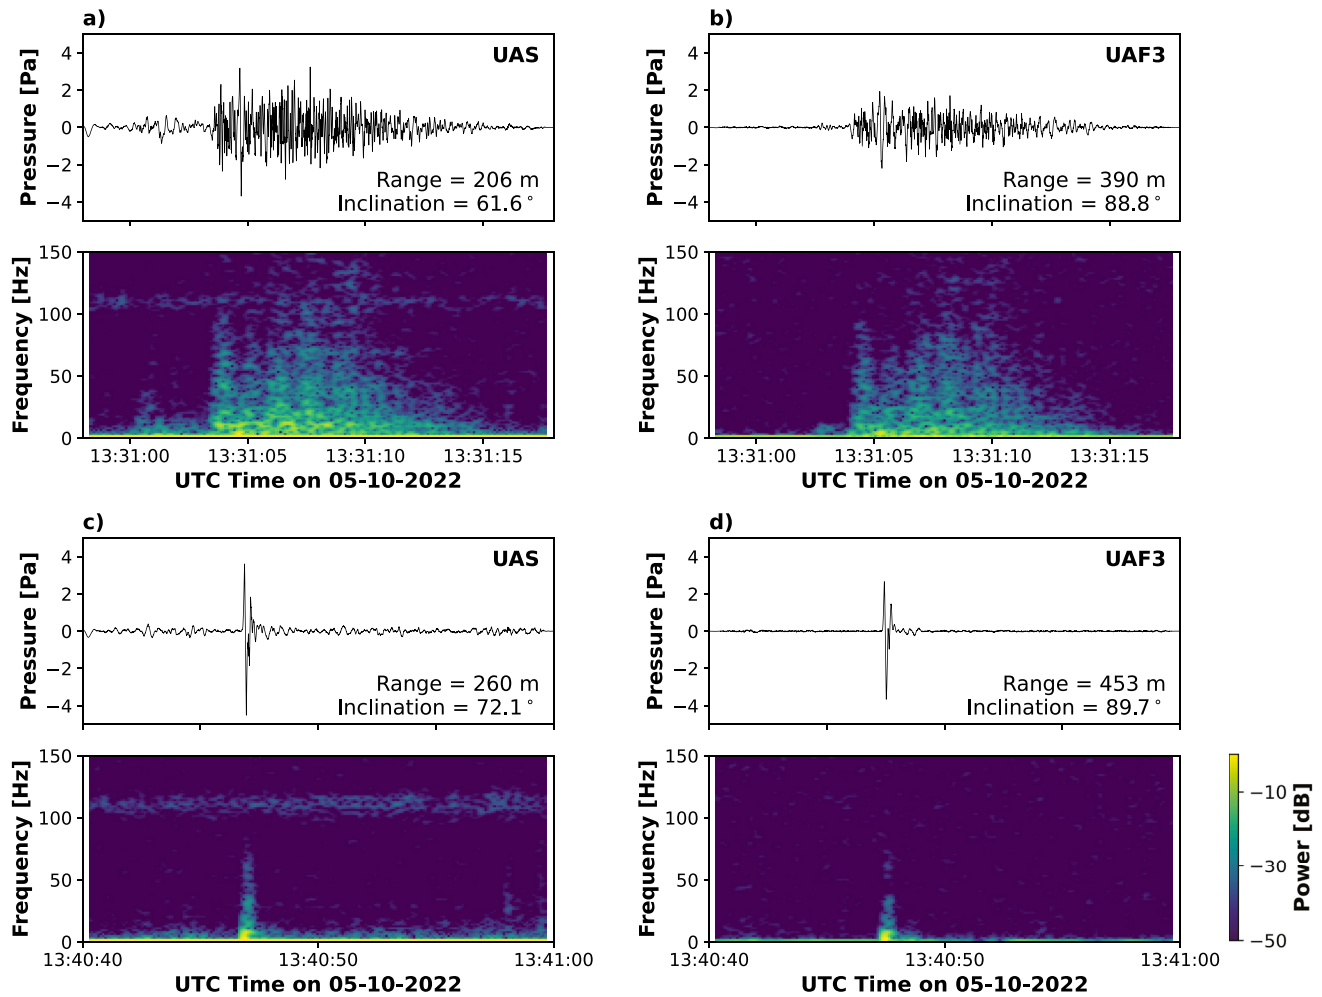 a)
Pressure [Pa]
4
2
0
−2
−4
UAS
Range = 206 m
Inclination = 61.6°
Frequency [Hz]
150
100
50
0
13:31:00 13:31:05 13:31:10 13:31:15
UTC Time on 05-10-2022
b)
Pressure [Pa]
4
2
0
−2
−4
UAF3
Range = 390 m
Inclination = 88.8°
Frequency [Hz]
150
100
50
0
13:31:00 13:31:05 13:31:10 13:31:15
UTC Time on 05-10-2022
c)
Pressure [Pa]
4
2
0
−2
−4
UAS
Range = 260 m
Inclination = 72.1°
Frequency [Hz]
150
100
50
0
13:40:40 13:40:50 13:41:00
UTC Time on 05-10-2022
d)
Pressure [Pa]
4
2
0
−2
−4
UAF3
Range = 453 m
Inclination = 89.7°
Frequency [Hz]
150
100
50
0
13:40:40 13:40:50 13:41:00
UTC Time on 05-10-2022
−10
−30
−50
Power [dB]